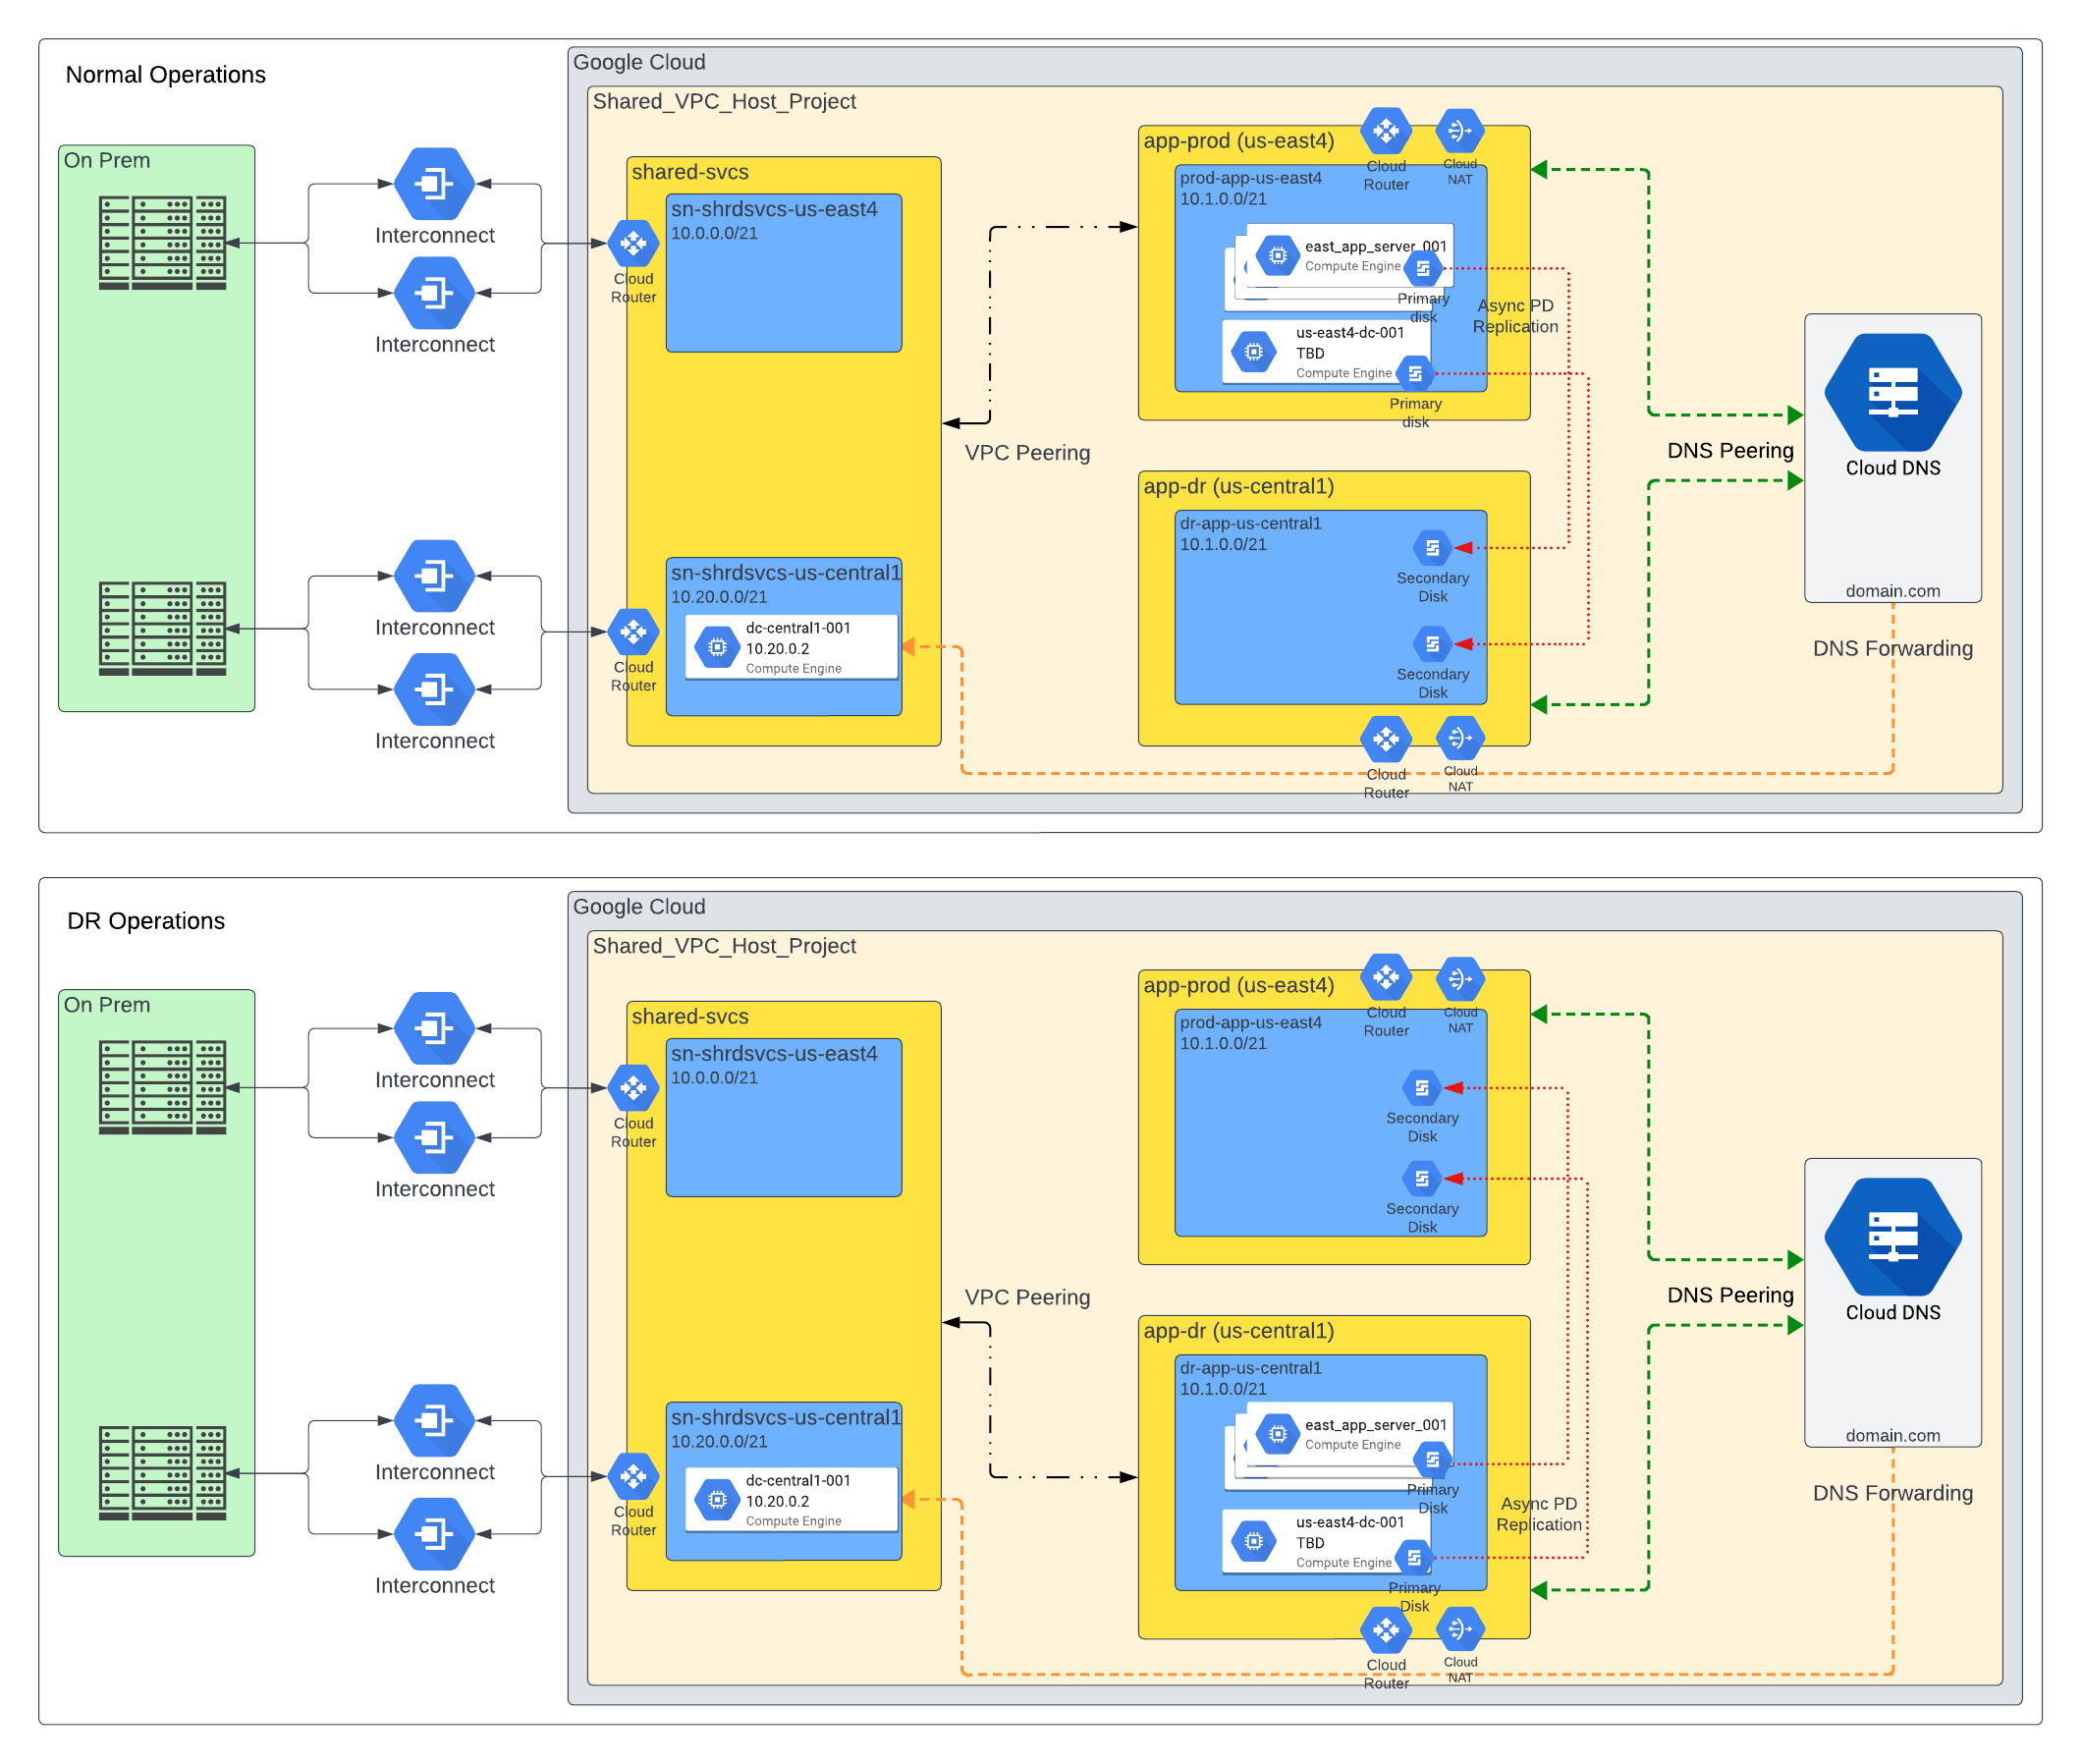 Normal Operations
Google Cloud
Shared_VPC_Host_Project
On Prem
Interconnect
Interconnect
Interconnect
Interconnect
shared-svcs
sn-shrdsvcs-us-east4
10.0.0.0/21
Cloud
Router
sn-shrdsvcs-us-central1
10.20.0.0/21
dc-central1-001
10.20.0.2
Compute Engine
Cloud
Router
VPC Peering
app-prod (us-east4)
Cloud
Router
Cloud
NAT
prod-app-us-east4
10.1.0.0/21
east_app_server_001
Compute Engine
Primary
disk
us-east4-dc-001
TBD
Compute Engine
Primary
disk
Async PD
Replication
app-dr (us-central1)
dr-app-us-central1
10.1.0.0/21
Secondary
Disk
Secondary
Disk
Cloud
Router
Cloud
NAT
DNS Peering
Cloud DNS
domain.com
DNS Forwarding
DR Operations
Google Cloud
Shared_VPC_Host_Project
On Prem
Interconnect
Interconnect
Interconnect
Interconnect
shared-svcs
sn-shrdsvcs-us-east4
10.0.0.0/21
Cloud
Router
sn-shrdsvcs-us-central1
10.20.0.0/21
dc-central1-001
10.20.0.2
Compute Engine
Cloud
Router
VPC Peering
app-prod (us-east4)
Cloud
Router
Cloud
NAT
prod-app-us-east4
10.1.0.0/21
Secondary
Disk
Secondary
Disk
app-dr (us-central1)
dr-app-us-central1
10.1.0.0/21
east_app_server_001
Compute Engine
Primary
Disk
us-east4-dc-001
TBD
Compute Engine
Primary
Disk
Async PD
Replication
Cloud
Router
Cloud
NAT
DNS Peering
Cloud DNS
domain.com
DNS Forwarding